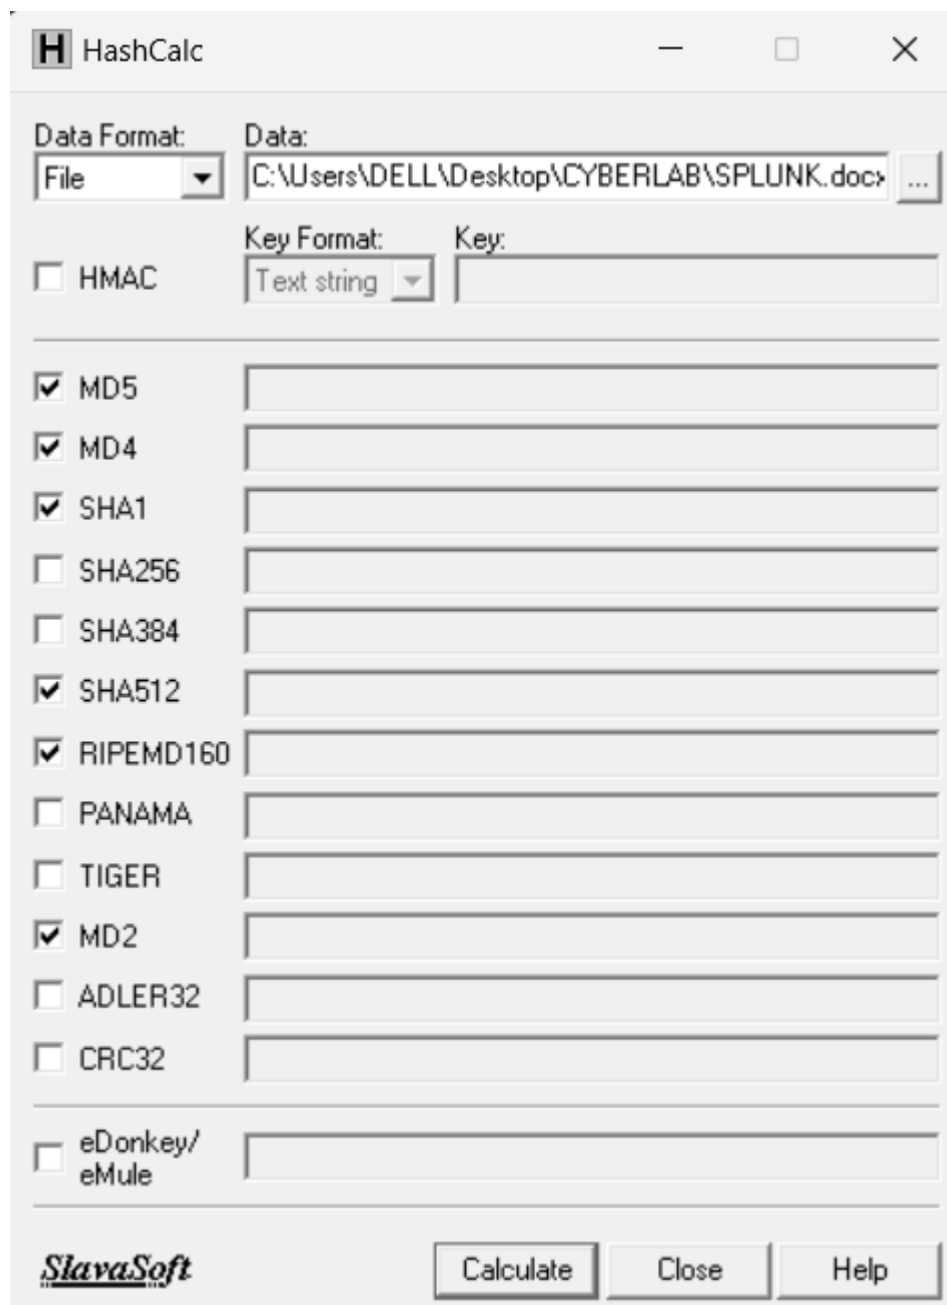 HashCalc
Data Format: Data:
File C:\Users\DELL\Desktop\CYBERLAB\SPLUNK.docx ...
Key Format: Key:
HMAC Text string
MD5
MD4
SHA1
SHA256
SHA384
SHA512
RIPEMD160
PANAMA
TIGER
MD2
ADLER32
CRC32
eDonkey/
eMule
SlavaSoft Calculate Close Help